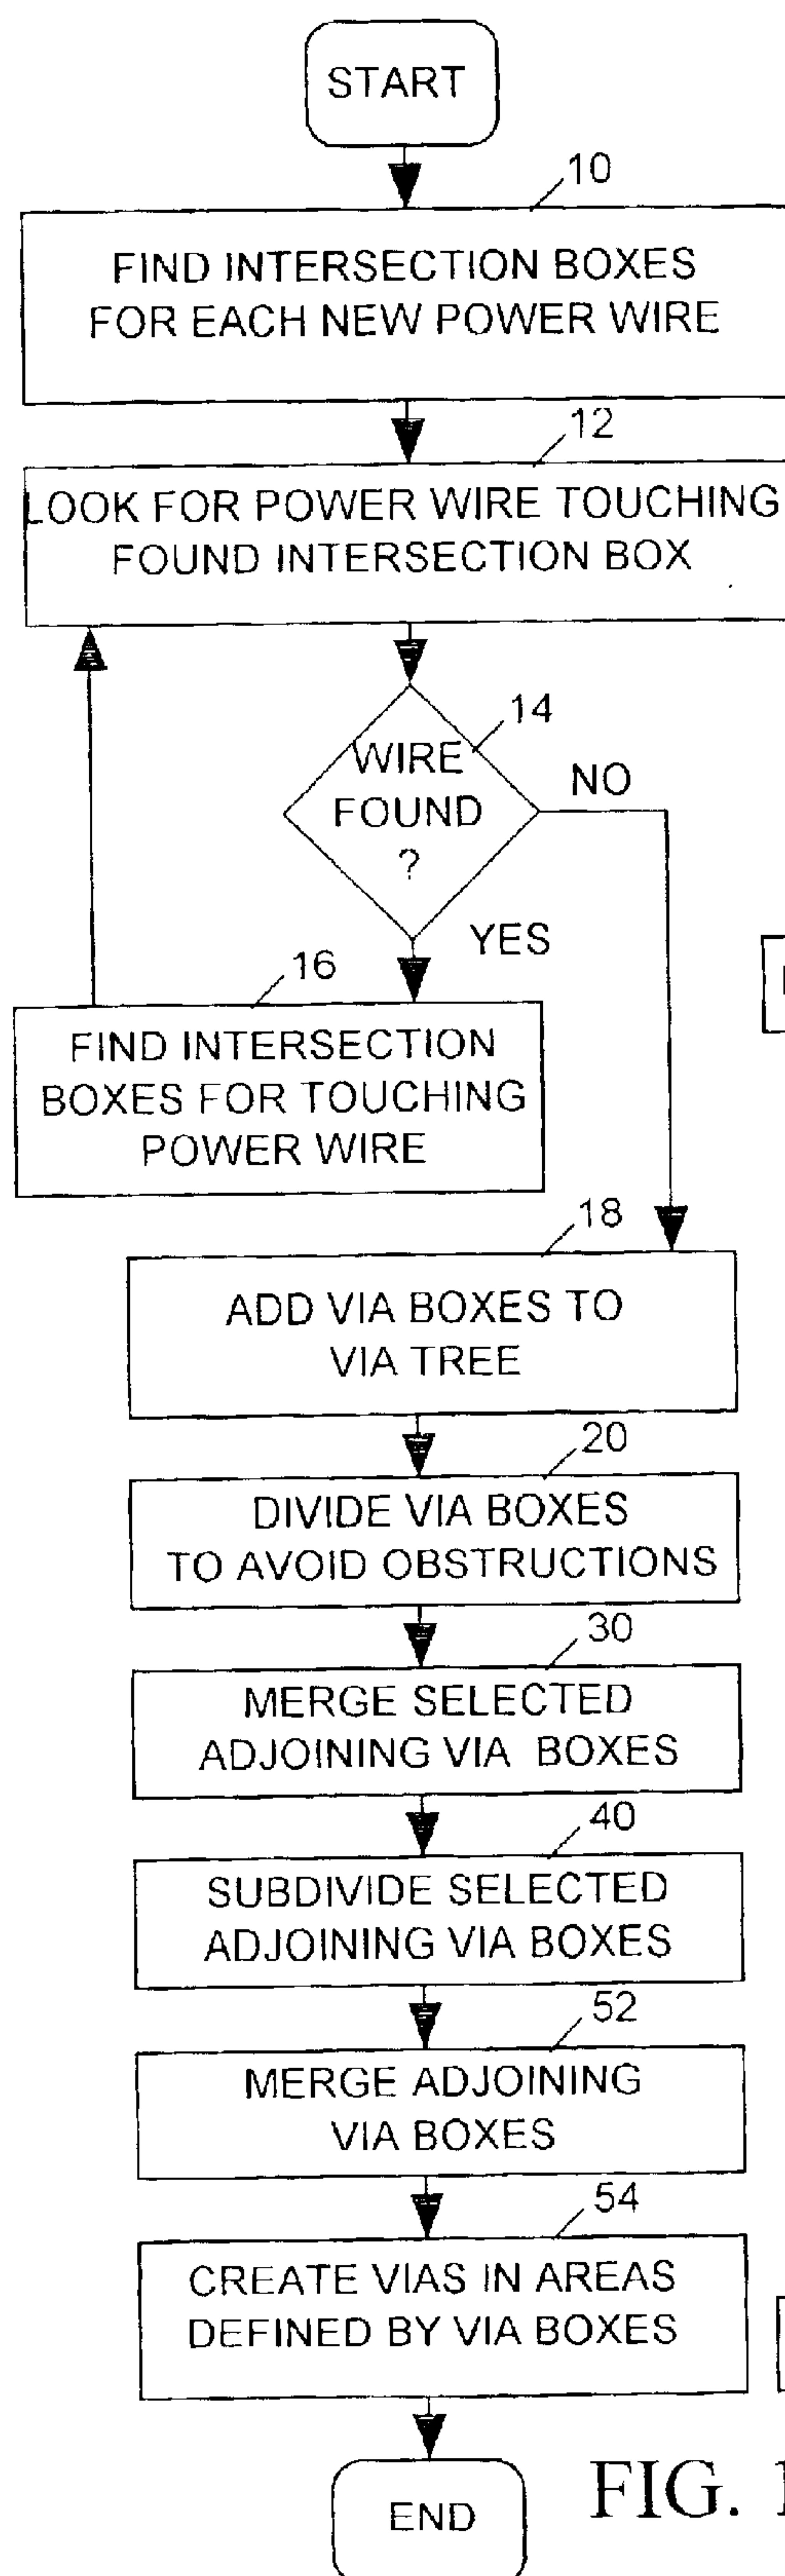 START
10
FIND INTERSECTION BOXES
FOR EACH NEW POWER WIRE
12
LOOK FOR POWER WIRE TOUCHING
FOUND INTERSECTION BOX
14
WIRE
FOUND
?
NO
YES
16
FIND INTERSECTION
BOXES FOR TOUCHING
POWER WIRE
18
ADD VIA BOXES TO
VIA TREE
20
DIVIDE VIA BOXES
TO AVOID OBSTRUCTIONS
30
MERGE SELECTED
ADJOINING VIA BOXES
40
SUBDIVIDE SELECTED
ADJOINING VIA BOXES
52
MERGE ADJOINING
VIA BOXES
54
CREATE VIAS IN AREAS
DEFINED BY VIA BOXES
END
FIG.